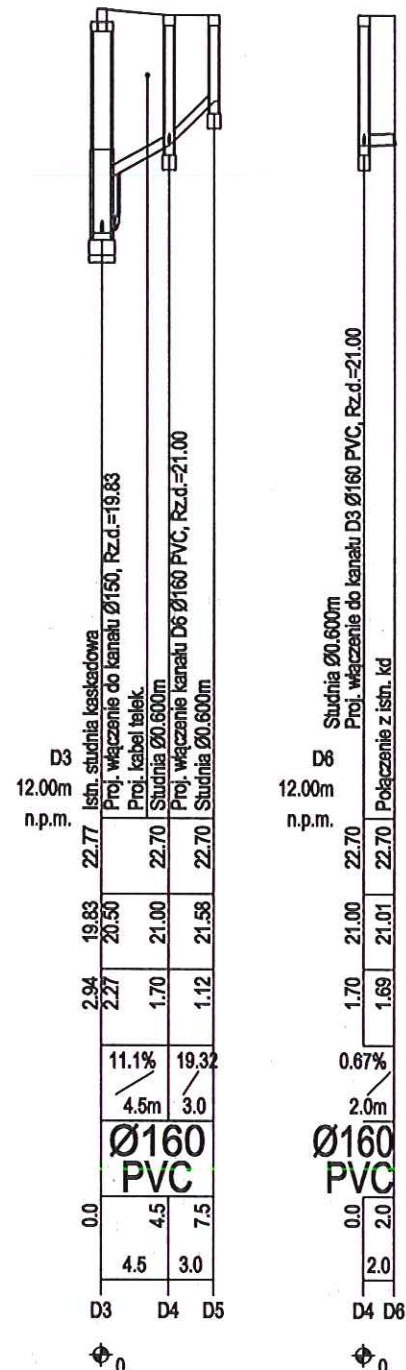 D3
12.00m
n.p.m.
Istn. studnia kaskadowa
Proj. włączenie do kanału Ø150, Rz.d.=19.83
Proj. kabel telek.
Studnia Ø0.600m
Proj. włączenie kanału D6 Ø160 PVC, Rz.d.=21.00
Studnia Ø0.600m
22.77 22.70 22.70
19.83 20.50 21.00 21.58
2.94 2.27 1.70 1.12
11.1% 19.32
4.5m 3.0
Ø160
PVC
0.0 4.5 7.5
4.5 3.0
D3 D4 D5
0
D6
12.00m
n.p.m.
Studnia Ø0.600m
Proj. włączenie do kanału D3 Ø160 PVC, Rz.d.=21.00
Połaczenie z istn. kd
22.70 22.70
21.00 21.01
1.70 1.69
0.67%
2.0m
Ø160
PVC
0.0 2.0
2.0
D4 D6
0